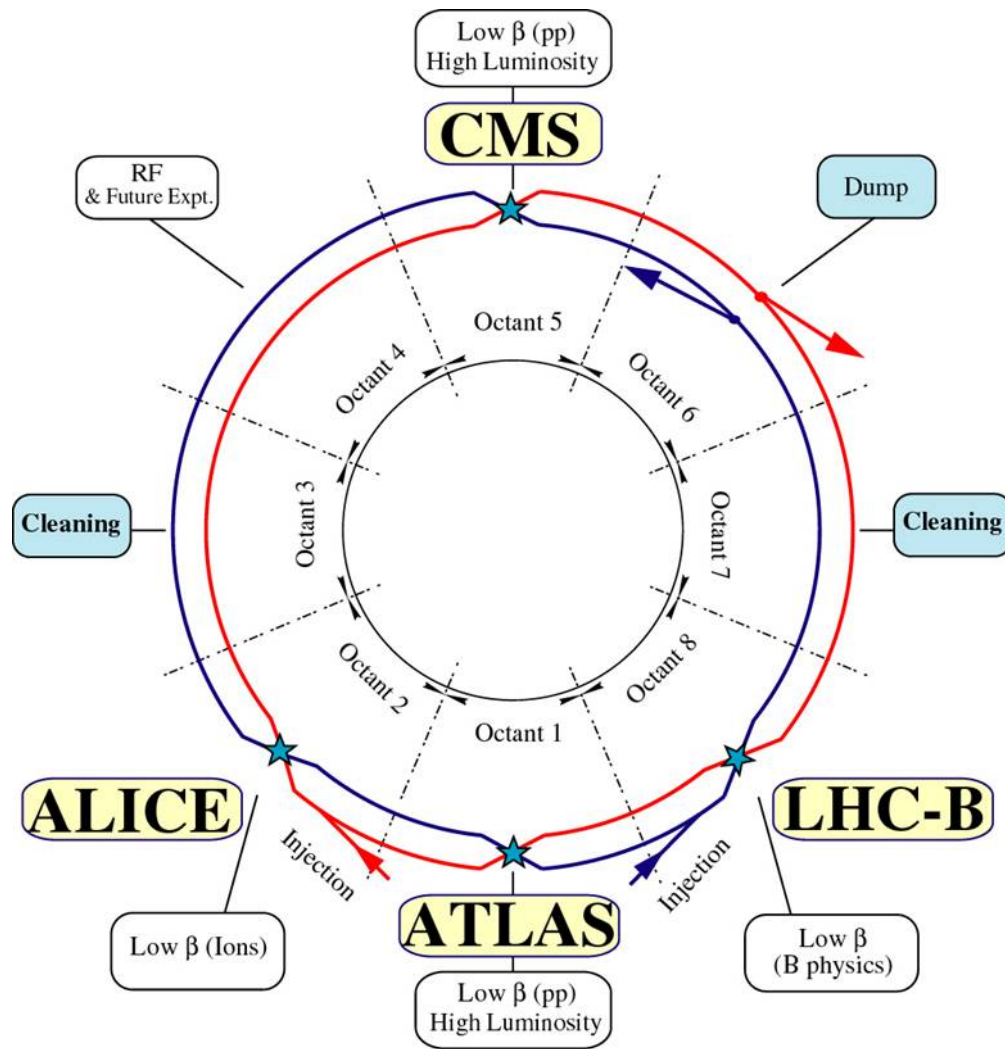 Low β (pp)
High Luminosity
CMS
RF
& Future Expt.
Dump
Octant 5
Octant 4
Octant 6
Cleaning
Octant 3
Octant 7
Cleaning
Octant 2
Octant 8
Octant 1
ALICE
LHC-B
Injection
Injection
ATLAS
Low β (Ions)
Low β
(B physics)
Low β (pp)
High Luminosity